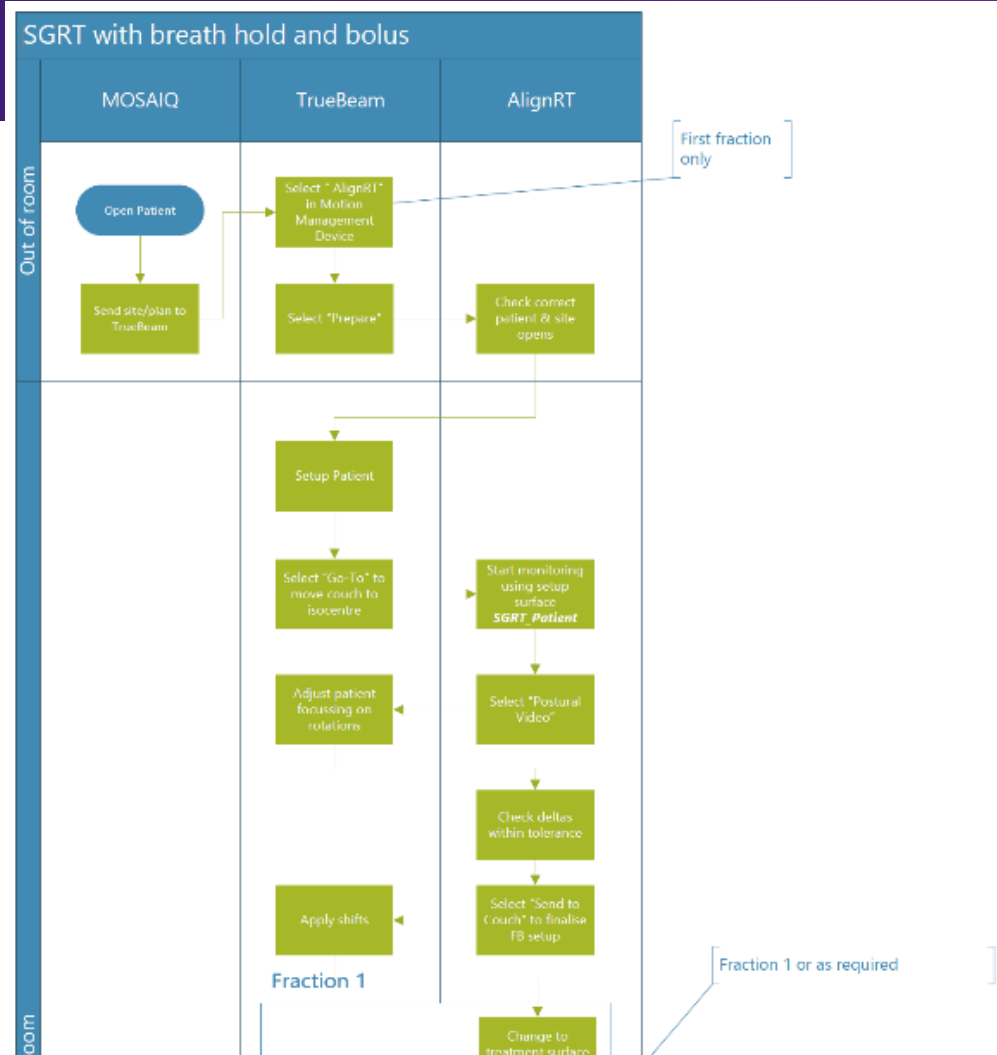 SGRT with breath hold and bolus
MOSAIQ
TrueBeam
AlignRT
First fraction
only
Out of room
Open Patient
Select " AlignRT"
in Motion
Management
Device
Send site/plan to
TrueBeam
Select "Prepare"
Check correct
patient & site
opens
Setup Patient
Select "Go-To" to
move couch to
isocentre
Start monitoring
using setup
surface
SGRT_Patient
Adjust patient
focussing on
rotations
Select "Postural
Video"
Check deltas
within tolerance
Apply shifts
Select "Send to
Couch" to finalise
FB setup
Fraction 1
Fraction 1 or as required
Change to
treatment surface
oom